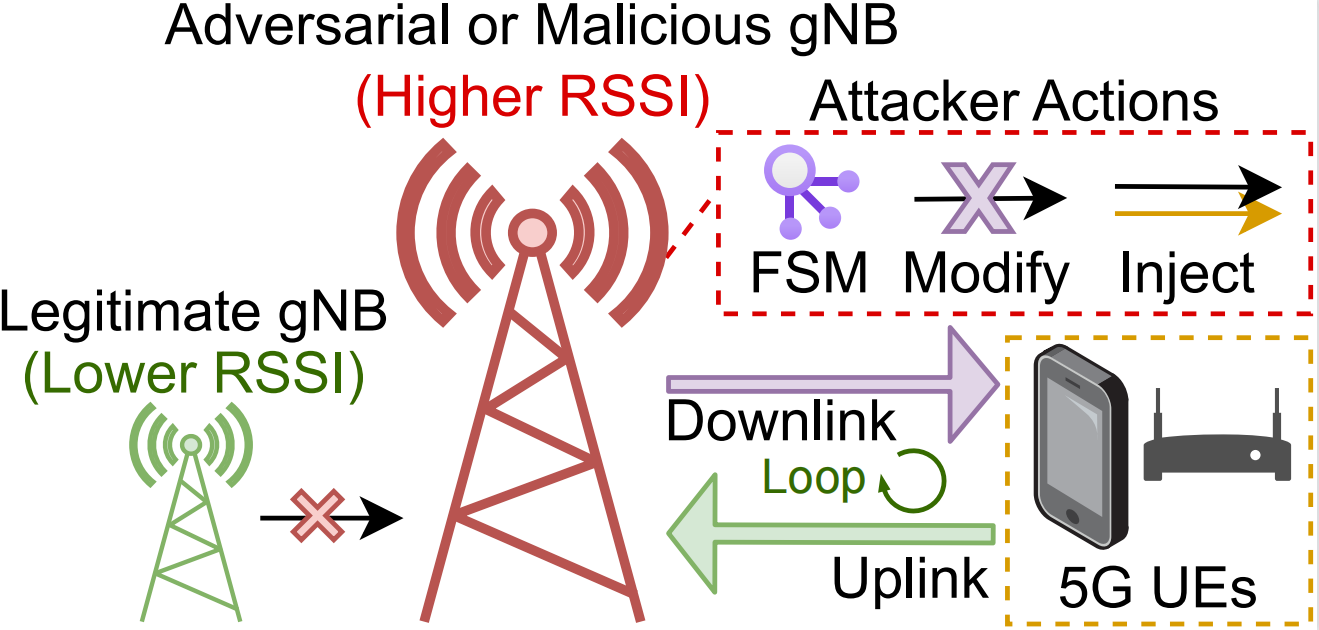 Adversarial or Malicious gNB
(Higher RSSI)
Attacker Actions
FSM Modify Inject
Legitimate gNB
(Lower RSSI)
Downlink
Loop
Uplink
5G UEs